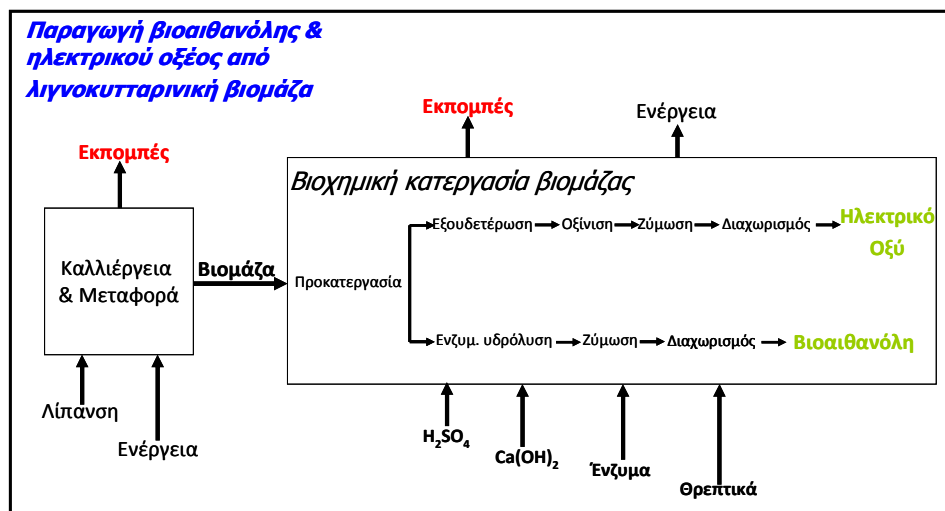 Παραγωγή βιοαιθανόλης &
ηλεκτρικού οξέος από
λιγνοκυτταρινική βιομάζα
Εκπομπές
Ενέργεια
Εκπομπές
Βιοχημική κατεργασία βιομάζας
Εξουδετέρωση
Οξίνιση
Ζύμωση
Διαχωρισμός
Ηλεκτρικό
Οξύ
Καλλιέργεια
& Μεταφορά
Βιομάζα
Προκατεργασία
Ενζυμ. υδρόλυση
Ζύμωση
Διαχωρισμός
Βιοαιθανόλη
Λίπανση
Ενέργεια
H₂SO₄
Ca(OH)₂
Ένζυμα
Θρεπτικά